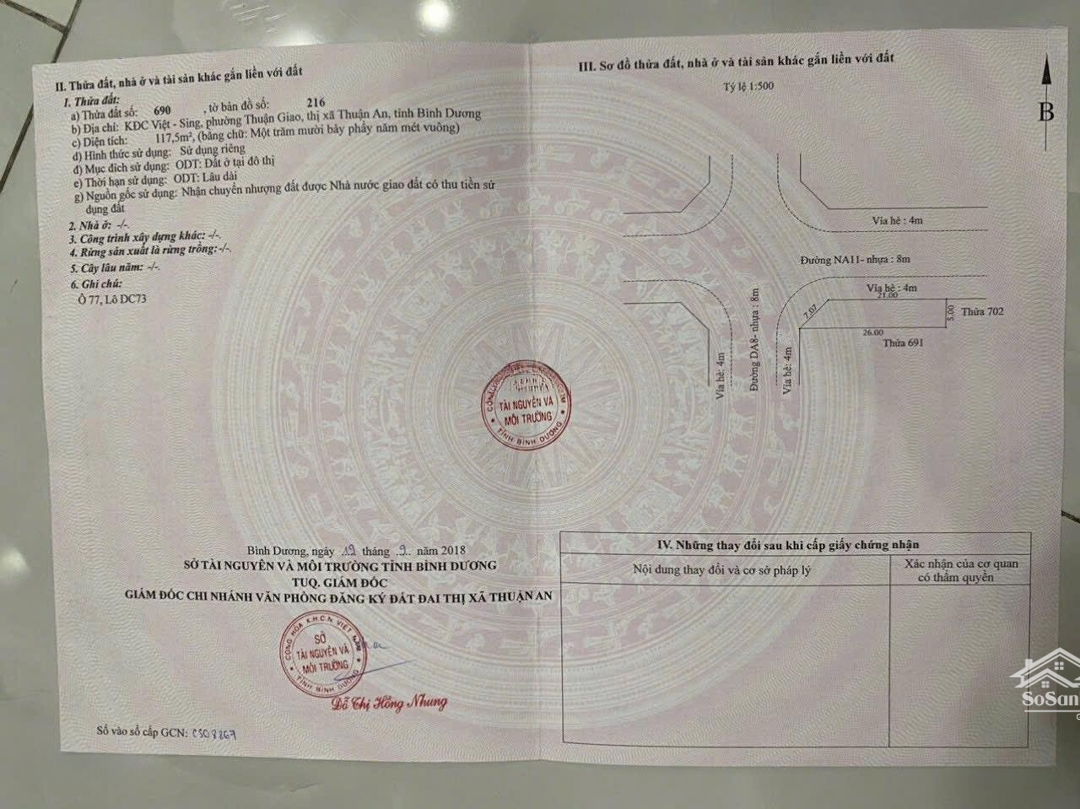 II. Thửa đất, nhà ở và tài sản khác gắn liền với đất
1. Thửa đất:
a) Thửa đất số: 690 , tờ bản đồ số: 216
b) Địa chỉ: KDC Việt - Sing, phường Thuận Giao, thị xã Thuận An, tỉnh Bình Dương
c) Diện tích: 117,5m², (bằng chữ: Một trăm mười bảy phẩy năm mét vuông)
d) Hình thức sử dụng: Sử dụng riêng
đ) Mục đích sử dụng: ODT: Đất ở tại đô thị
e) Thời hạn sử dụng: ODT: Lâu dài
g) Nguồn gốc sử dụng: Nhận chuyển nhượng đất được Nhà nước giao đất có thu tiền sử
dụng đất
2. Nhà ở: -/-.
3. Công trình xây dựng khác: -/-.
4. Rừng sản xuất là rừng trồng: -/-.
5. Cây lâu năm: -/-.
6. Ghi chú:
Ô 77, Lô DC73
Bình Dương, ngày 19 tháng 9 năm 2018
SỞ TÀI NGUYÊN VÀ MÔI TRƯỜNG TỈNH BÌNH DƯƠNG
TUQ. GIÁM ĐỐC
GIÁM ĐỐC CHI NHÁNH VĂN PHÒNG ĐĂNG KÝ ĐẤT ĐAI THỊ XÃ THUẬN AN
CỘNG HÒA X.H.C.N VIỆT NAM
SỞ
TÀI NGUYÊN VÀ
MÔI TRƯỜNG
TỈNH BÌNH DƯƠNG
Đỗ Thị Hồng Nhung
Số vào sổ cấp GCN: CS08267
TÀI NGUYÊN VÀ
MÔI TRƯỜNG
TỈNH BÌNH DƯƠNG
III. Sơ đồ thửa đất, nhà ở và tài sản khác gắn liền với đất
Tỷ lệ 1:500
B
Vỉa hè : 4m
Đường NA11- nhựa : 8m
Vỉa hè : 4m
21.00
7.07
5.00
Thửa 702
26.00
Thửa 691
Vỉa hè: 4m
Đường DA8- nhựa : 8m
Vỉa hè : 4m
IV. Những thay đổi sau khi cấp giấy chứng nhận
Nội dung thay đổi và cơ sở pháp lý
Xác nhận của cơ quan
có thẩm quyền
SoSan